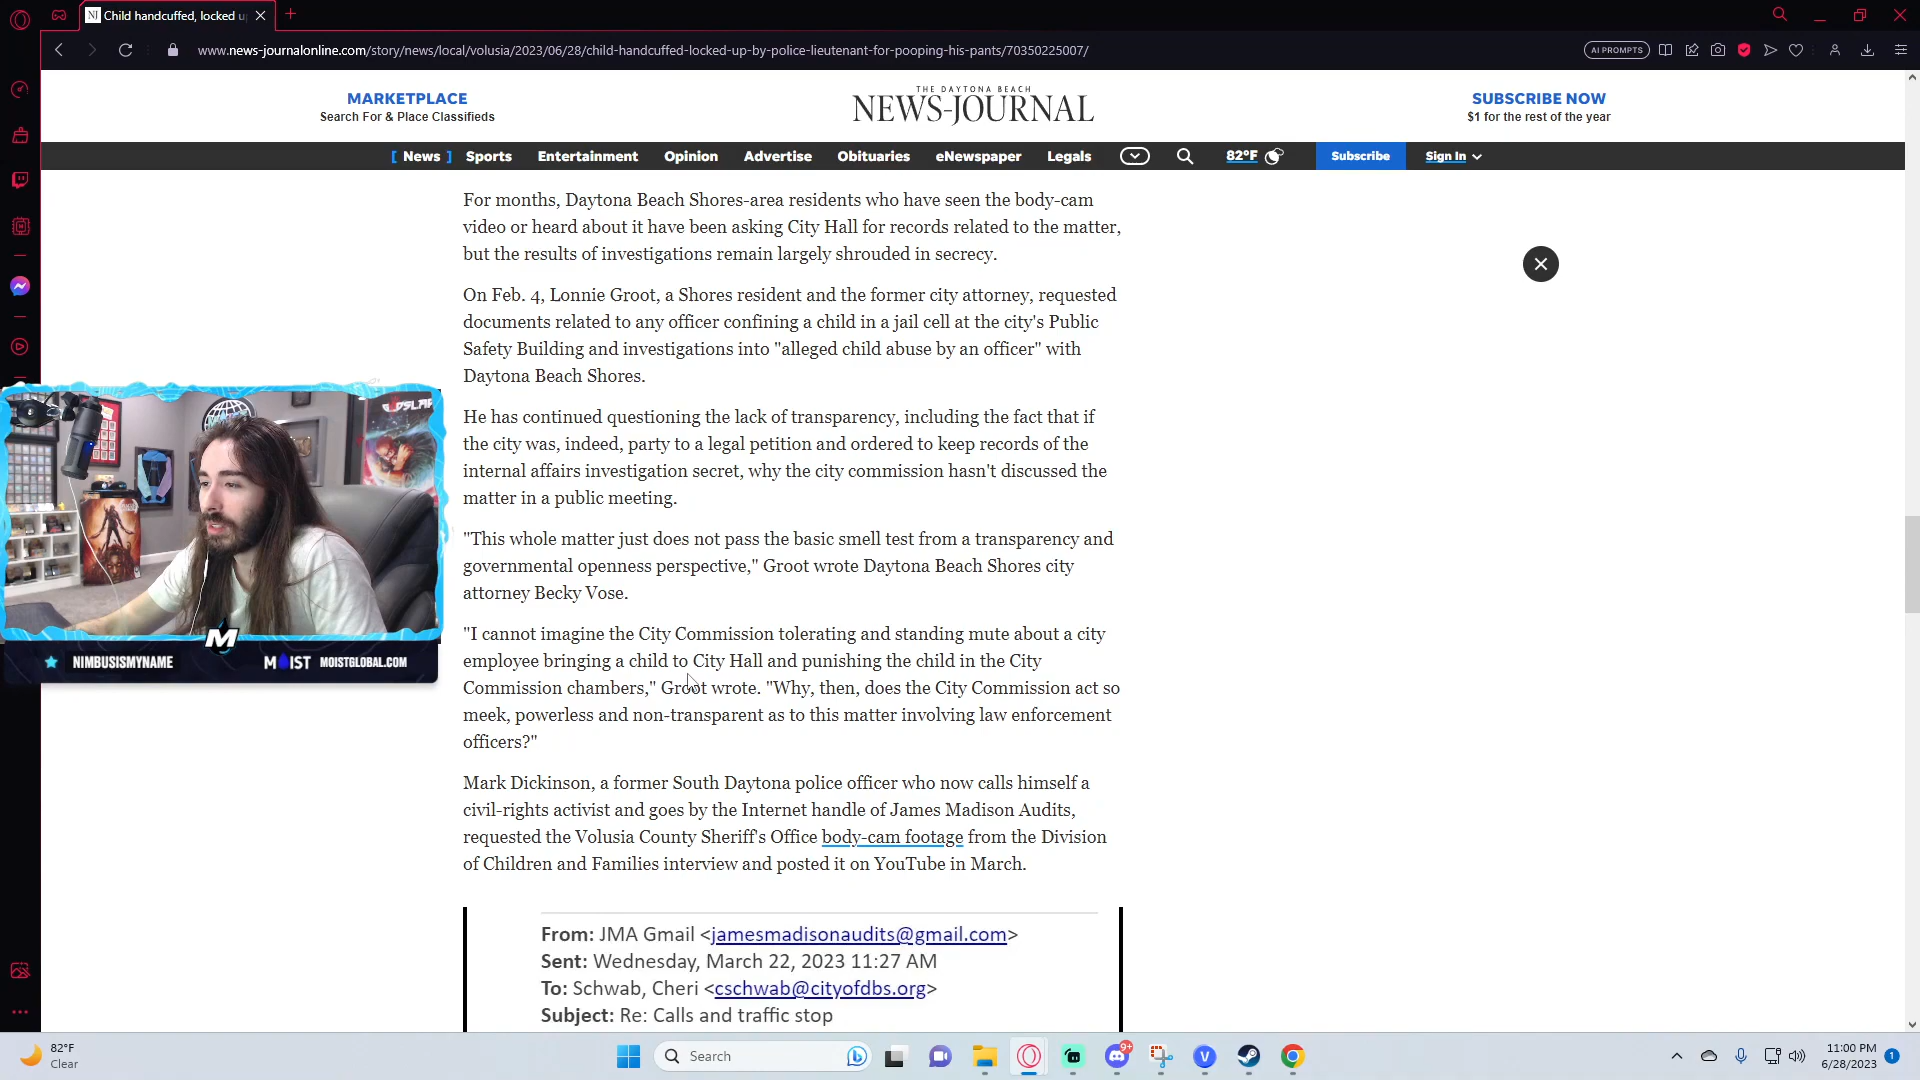 Child handcuffed, locked u
www.news-journalonline.com/story/news/local/volusia/2023/06/28/child-handcuffed-locked-up-by-police-lieutenant-for-pooping-his-pants/70350225007/
AI PROMPTS
MARKETPLACE
Search For & Place Classifieds
THE DAYTONA BEACH
NEWS-JOURNAL
SUBSCRIBE NOW
$1 for the rest of the year
[ News ] Sports Entertainment Opinion Advertise Obituaries eNewspaper Legals 82°F Subscribe Sign In
For months, Daytona Beach Shores-area residents who have seen the body-cam
video or heard about it have been asking City Hall for records related to the matter,
but the results of investigations remain largely shrouded in secrecy.
On Feb. 4, Lonnie Groot, a Shores resident and the former city attorney, requested
documents related to any officer confining a child in a jail cell at the city's Public
Safety Building and investigations into "alleged child abuse by an officer" with
Daytona Beach Shores.
He has continued questioning the lack of transparency, including the fact that if
the city was, indeed, party to a legal petition and ordered to keep records of the
internal affairs investigation secret, why the city commission hasn't discussed the
matter in a public meeting.
"This whole matter just does not pass the basic smell test from a transparency and
governmental openness perspective," Groot wrote Daytona Beach Shores city
attorney Becky Vose.
"I cannot imagine the City Commission tolerating and standing mute about a city
employee bringing a child to City Hall and punishing the child in the City
Commission chambers," Groot wrote. "Why, then, does the City Commission act so
meek, powerless and non-transparent as to this matter involving law enforcement
officers?"
Mark Dickinson, a former South Daytona police officer who now calls himself a
civil-rights activist and goes by the Internet handle of James Madison Audits,
requested the Volusia County Sheriff's Office body-cam footage from the Division
of Children and Families interview and posted it on YouTube in March.
From: JMA Gmail <jamesmadisonaudits@gmail.com>
Sent: Wednesday, March 22, 2023 11:27 AM
To: Schwab, Cheri <cschwab@cityofdbs.org>
Subject: Re: Calls and traffic stop
M
NIMBUSISMYNAME
MOIST MOISTGLOBAL.COM
82°F
Clear
Search
9+
11:00 PM
6/28/2023
1